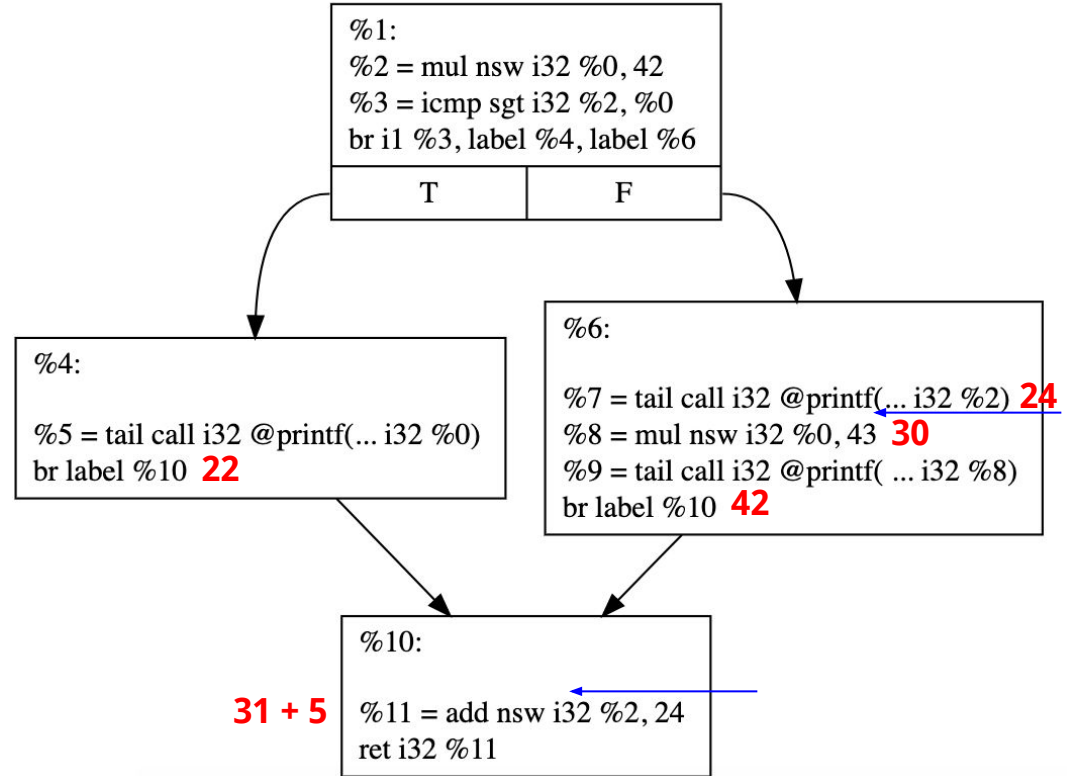 %1:
%2 = mul nsw i32 %0, 42
%3 = icmp sgt i32 %2, %0
br i1 %3, label %4, label %6
T
F
%4:
%5 = tail call i32 @printf(... i32 %0)
br label %10 22
%6:
%7 = tail call i32 @printf(... i32 %2) 24
%8 = mul nsw i32 %0, 43 30
%9 = tail call i32 @printf( ... i32 %8)
br label %10 42
%10:
31 + 5 %11 = add nsw i32 %2, 24
ret i32 %11